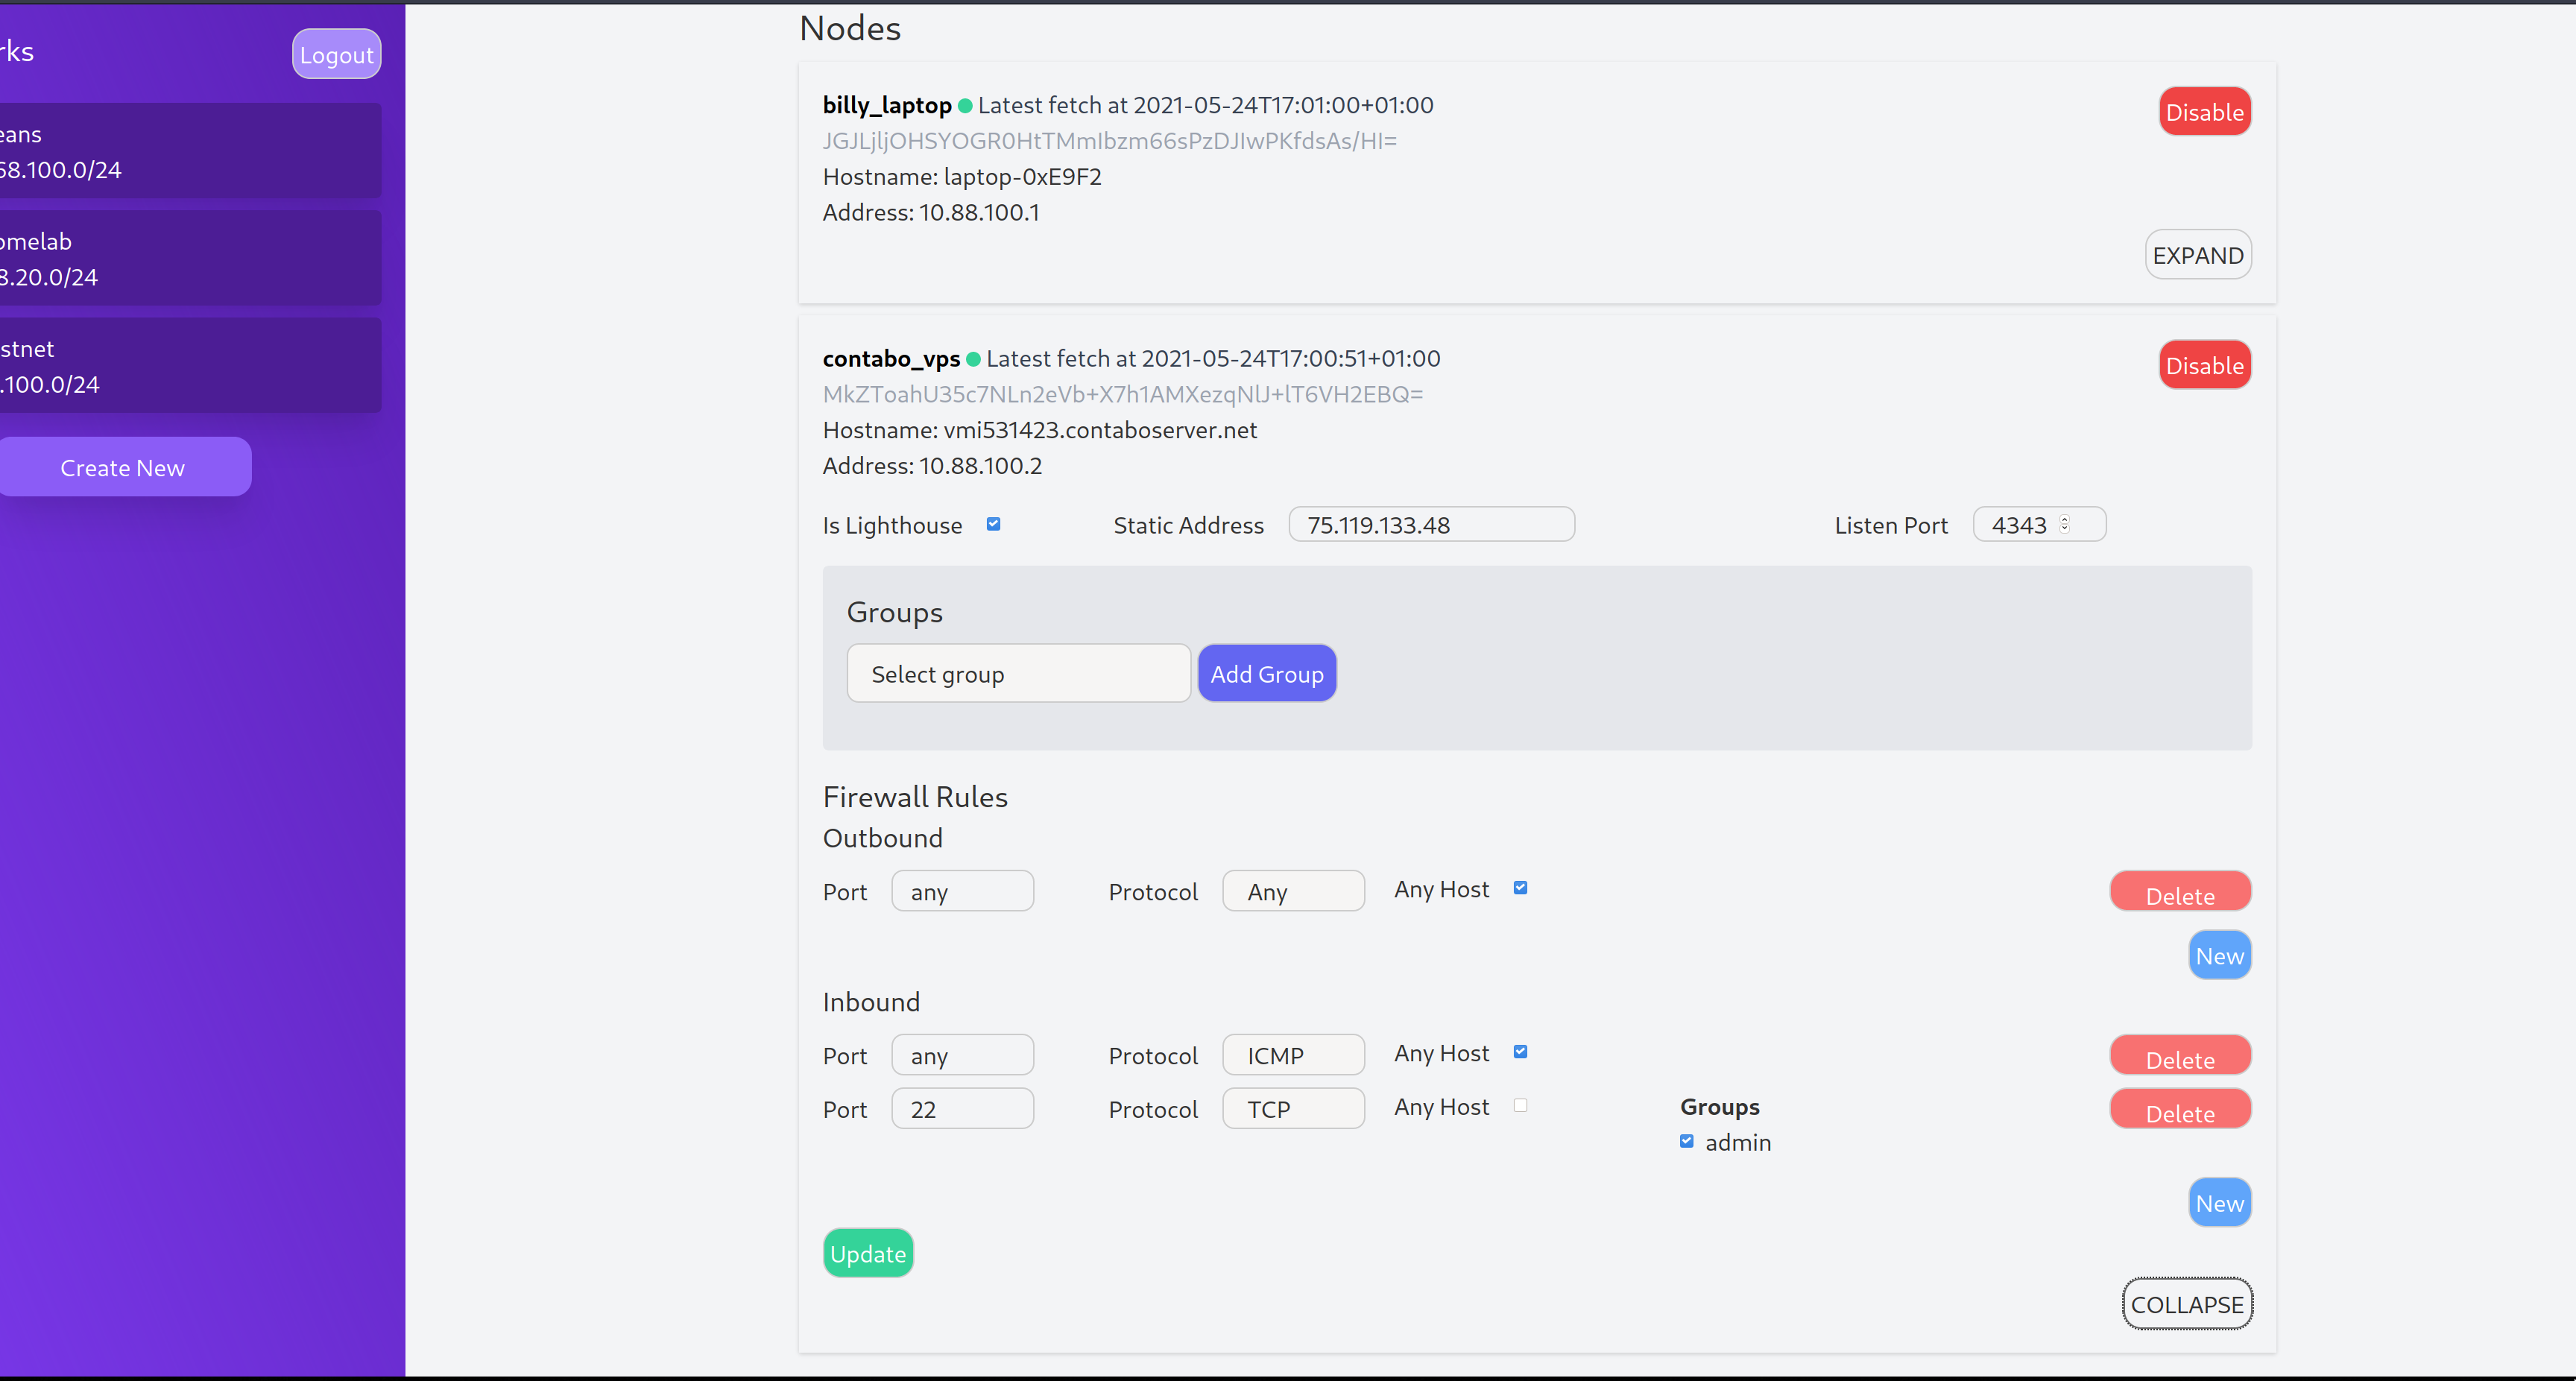 rks
Logout
eans
68.100.0/24
omelab
8.20.0/24
stnet
.100.0/24
Create New
Nodes
billy_laptop Latest fetch at 2021-05-24T17:01:00+01:00
Disable
JGJLjljOHSYOGR0HtTMmIbzm66sPzDJIwPKfdsAs/HI=
Hostname: laptop-0xE9F2
Address: 10.88.100.1
EXPAND
contabo_vps Latest fetch at 2021-05-24T17:00:51+01:00
Disable
MkZToahU35c7NLn2eVb+X7h1AMXezqNlJ+lT6VH2EBQ=
Hostname: vmi531423.contaboserver.net
Address: 10.88.100.2
Is Lighthouse Static Address 75.119.133.48 Listen Port 4343
Groups
Select group Add Group
Firewall Rules
Outbound
Port any Protocol Any Any Host Delete
New
Inbound
Port any Protocol ICMP Any Host Delete
Port 22 Protocol TCP Any Host Groups Delete
admin
New
Update
COLLAPSE